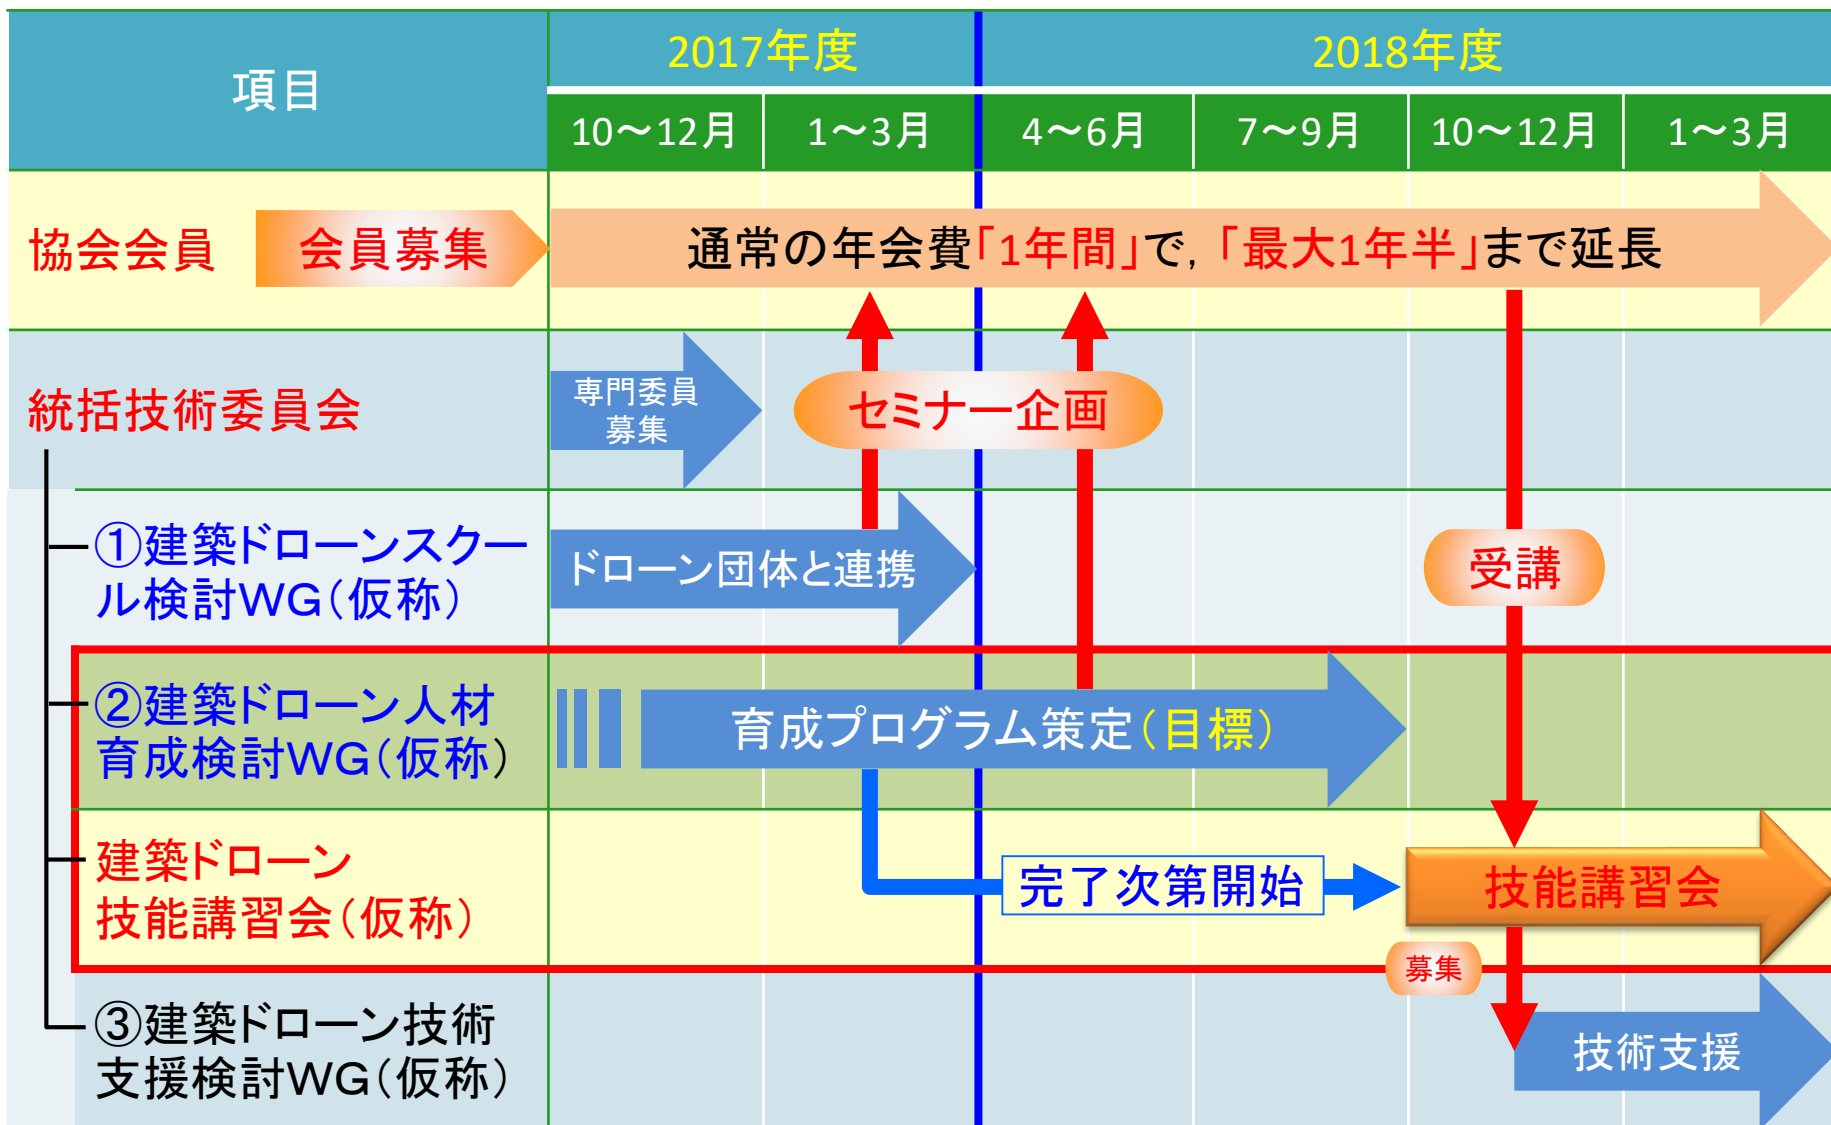 項目
2017年度
2018年度
10～12月
1～3月
4～6月
7～9月
10～12月
1～3月
協会会員
会員募集
通常の年会費「1年間」で,「最大1年半」まで延長
統括技術委員会
専門委員
募集
セミナー企画
①建築ドローンスクー
ル検討WG(仮称)
ドローン団体と連携
受講
②建築ドローン人材
育成検討WG(仮称)
育成プログラム策定(目標)
建築ドローン
技能講習会(仮称)
完了次第開始
技能講習会
募集
③建築ドローン技術
支援検討WG(仮称)
技術支援